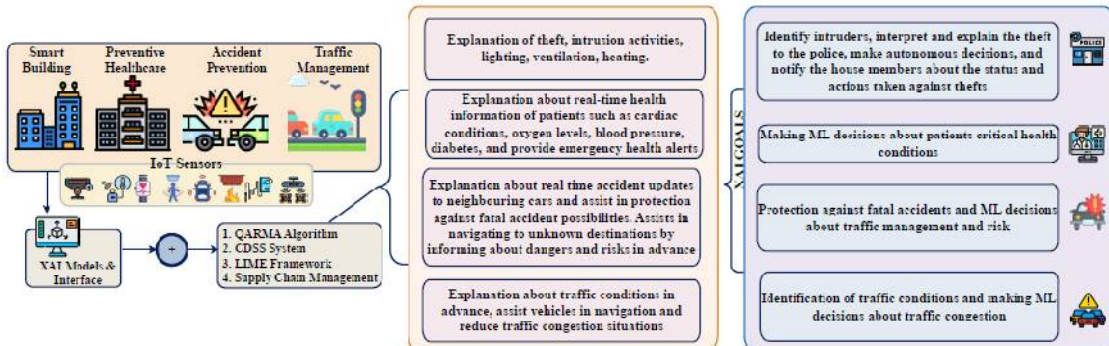 Smart
Building
Preventive
Healthcare
Accident
Prevention
Traffic
Management
IoT Sensors
XAI Models &
Interface
+
1. QARMA Algorithm
2. CDSS System
3. LIME Framework
4. Supply Chain Management
Explanation of theft, intrusion activities,
lighting, ventilation, heating.
Explanation about real-time health
information of patients such as cardiac
conditions, oxygen levels, blood pressure,
diabetes, and provide emergency health alerts
Explanation about real time accident updates
to neighbouring cars and assist in protection
against fatal accident possibilities. Assists in
navigating to unknown destinations by
informing about dangers and risks in advance
Explanation about traffic conditions in
advance, assist vehicles in navigation and
reduce traffic congestion situations
XAI GOALS
Identify intruders, interpret and explain the theft
to the police, make autonomous decisions, and
notify the house members about the status and
actions taken against thefts
POLICE
Making ML decisions about patients critical health
conditions
Protection against fatal accidents and ML decisions
about traffic management and risk
Identification of traffic conditions and making ML
decisions about traffic congestion